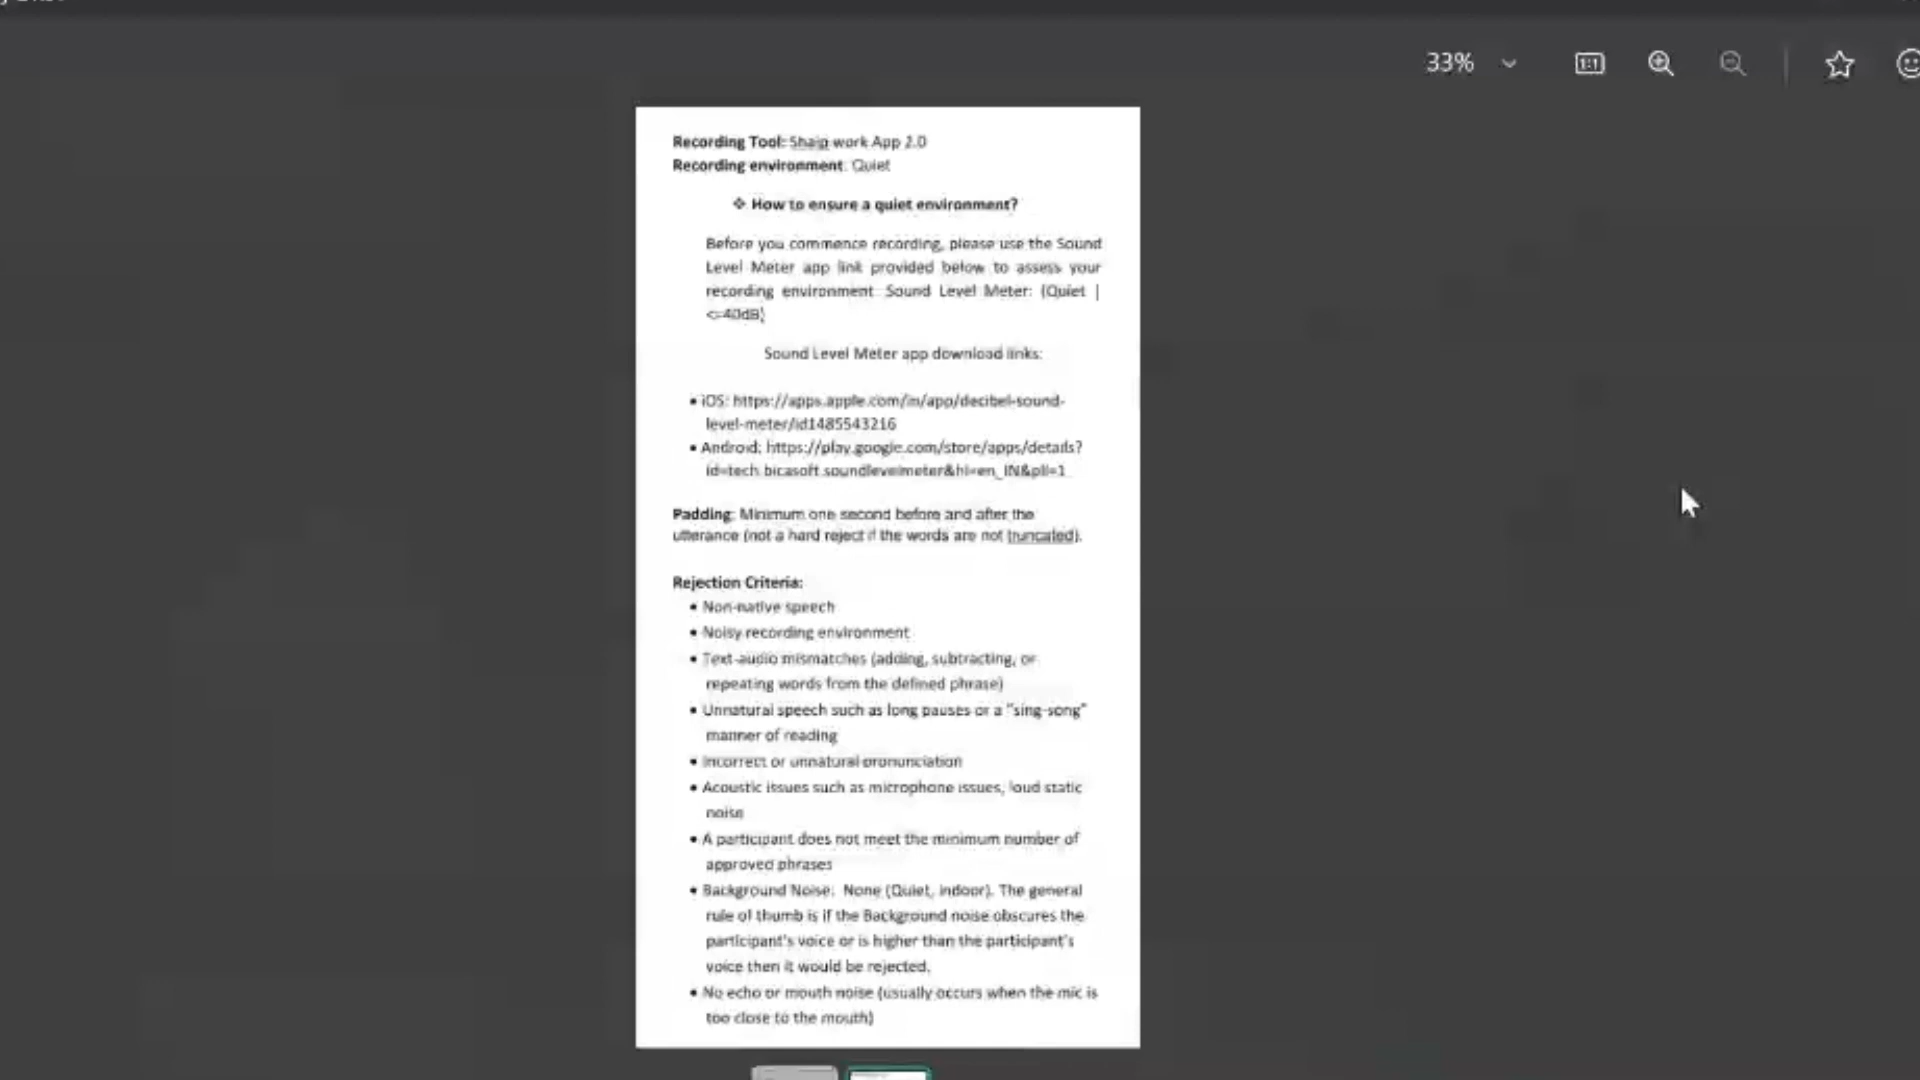 33%
Recording Tool: Shaip work App 2.0
Recording environment: Quiet
❖ How to ensure a quiet environment?
Before you commence recording, please use the Sound
Level Meter app link provided below to assess your
recording environment Sound Level Meter: (Quiet |
<=40dB)
Sound Level Meter app download links:
• iOS: https://apps.apple.com/in/app/decibel-sound-
level-meter/id1485543216
• Android: https://play.google.com/store/apps/details?
id=tech.bicasoft.soundlevelmeter&hl=en_IN&pli=1
Padding: Minimum one second before and after the
utterance (not a hard reject if the words are not truncated).
Rejection Criteria:
• Non-native speech
• Noisy recording environment
• Text-audio mismatches (adding, subtracting, or
repeating words from the defined phrase)
• Unnatural speech such as long pauses or a "sing-song"
manner of reading
• Incorrect or unnatural pronunciation
• Acoustic issues such as microphone issues, loud static
noise
• A participant does not meet the minimum number of
approved phrases
• Background Noise: None (Quiet, indoor). The general
rule of thumb is if the Background noise obscures the
participant's voice or is higher than the participant's
voice then it would be rejected.
• No echo or mouth noise (usually occurs when the mic is
too close to the mouth)